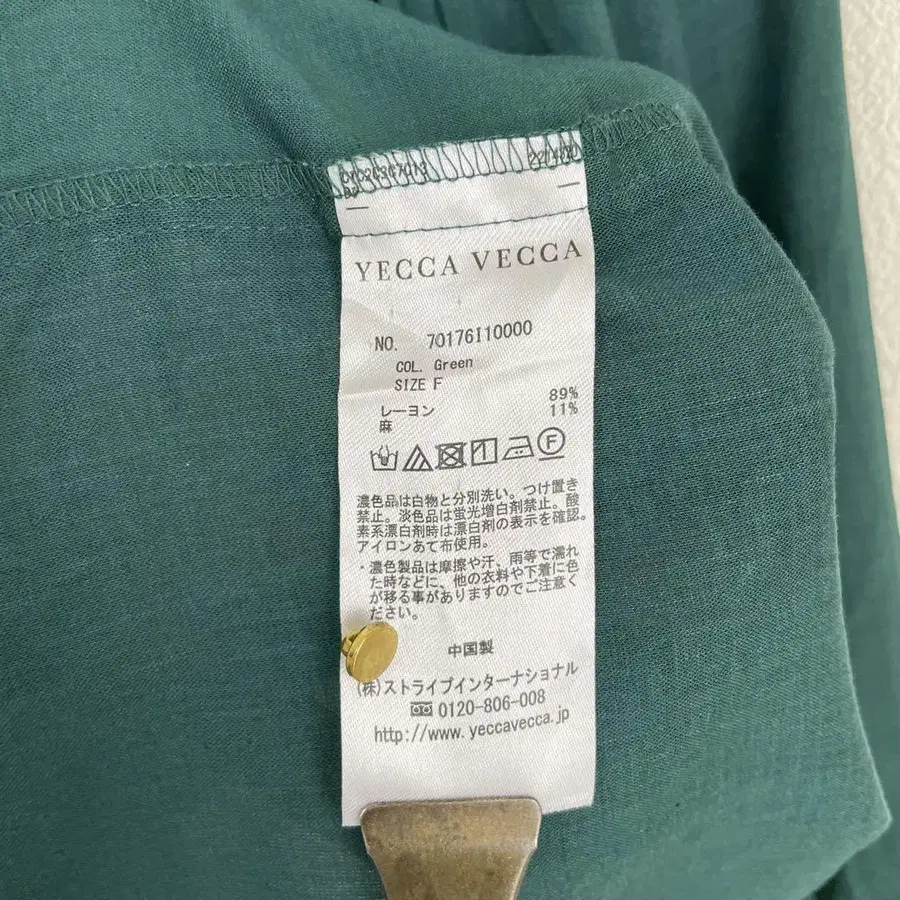 YECCA VECCA
NO. 70176I10000
COL. Green
SIZE F
レーヨン 89%
麻 11%
F
濃色品は白物と分別洗い。つけ置き
禁止。淡色品は蛍光増白剤禁止。酸
素系漂白剤時は漂白剤の表示を確認。
アイロンあて布使用。
・濃色製品は摩擦や汗、雨等で濡れ
た時などに、他の衣料や下着に色
が移る事がありますのでご注意く
ださい。
中国製
(株)ストライプインターナショナル
0120-806-008
http://www.yeccavecca.jp